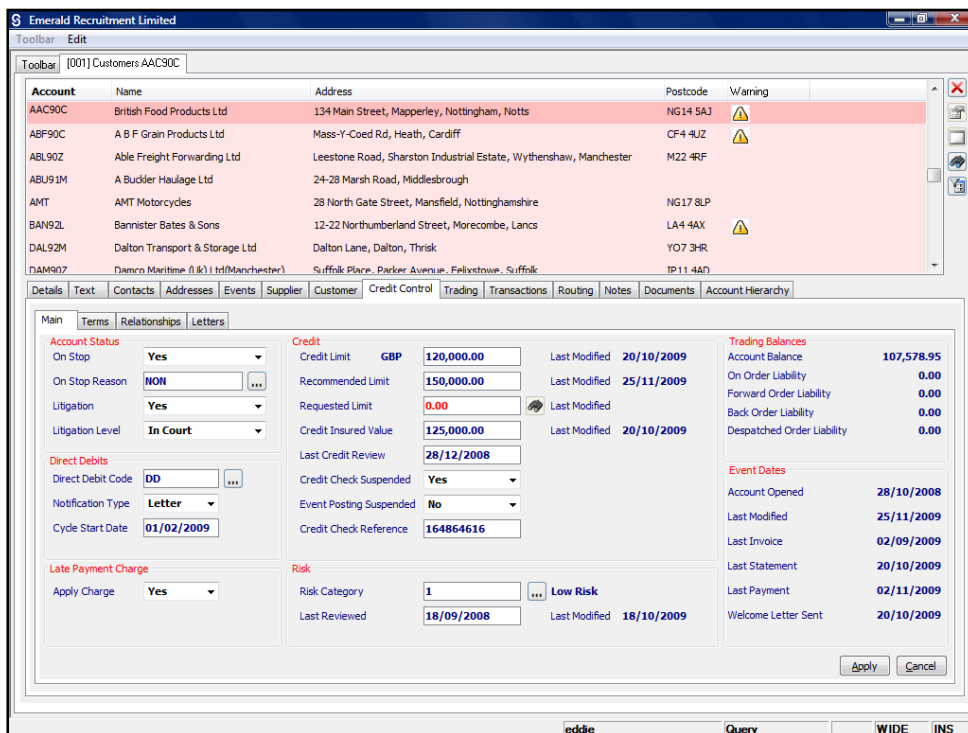 Emerald Recruitment Limited
Toolbar Edit
Toolbar [001] Customers AAC90C
Account Name Address Postcode Warning
AAC90C British Food Products Ltd 134 Main Street, Mapperley, Nottingham, Notts NG14 5AJ
ABF90C A B F Grain Products Ltd Mass-Y-Coed Rd, Heath, Cardiff CF4 4UZ
ABL90Z Able Freight Forwarding Ltd Leestone Road, Sharston Industrial Estate, Wythenshaw, Manchester M22 4RF
ABU91M A Buckler Haulage Ltd 24-28 Marsh Road, Middlesbrough
AMT AMT Motorcycles 28 North Gate Street, Mansfield, Nottinghamshire NG17 8LP
BAN92L Bannister Bates & Sons 12-22 Northumberland Street, Morecombe, Lancs LA4 4AX
DAL92M Dalton Transport & Storage Ltd Dalton Lane, Dalton, Thrisk YO7 3HR
DAM90Z Damco Maritime (Uk) Ltd(Manchester) Suffolk Place, Parker Avenue, Felixstowe, Suffolk IP11 4AD
Details Text Contacts Addresses Events Supplier Customer Credit Control Trading Transactions Routing Notes Documents Account Hierarchy
Main Terms Relationships Letters
Account Status Credit Trading Balances
On Stop Yes Credit Limit GBP 120,000.00 Last Modified 20/10/2009 Account Balance 107,578.95
On Stop Reason NON ... Recommended Limit 150,000.00 Last Modified 25/11/2009 On Order Liability 0.00
Forward Order Liability 0.00
Litigation Yes Requested Limit 0.00 Last Modified Back Order Liability 0.00
Litigation Level In Court Credit Insured Value 125,000.00 Last Modified 20/10/2009 Despatched Order Liability 0.00
Direct Debits Last Credit Review 28/12/2008 Event Dates
Direct Debit Code DD ... Credit Check Suspended Yes Account Opened 28/10/2008
Notification Type Letter Event Posting Suspended No Last Modified 25/11/2009
Cycle Start Date 01/02/2009 Credit Check Reference 164864616 Last Invoice 02/09/2009
Late Payment Charge Risk Last Statement 20/10/2009
Apply Charge Yes Risk Category 1 ... Low Risk Last Payment 02/11/2009
Last Reviewed 18/09/2008 Last Modified 18/10/2009 Welcome Letter Sent 20/10/2009
Apply Cancel
eddie Query WIDE INS